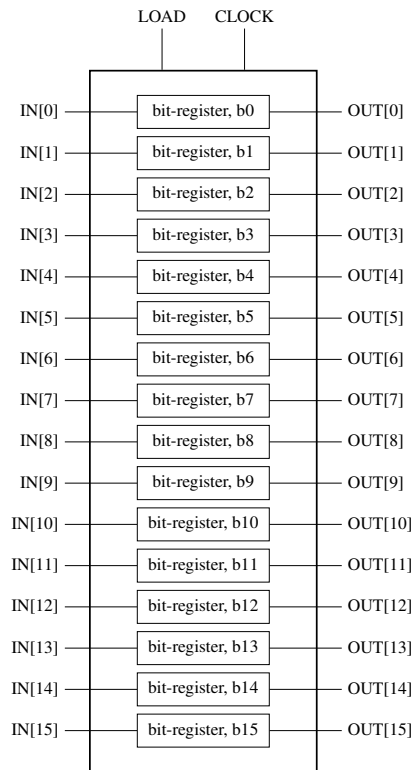 LOAD CLOCK
IN[0] bit-register, b0 OUT[0]
IN[1] bit-register, b1 OUT[1]
IN[2] bit-register, b2 OUT[2]
IN[3] bit-register, b3 OUT[3]
IN[4] bit-register, b4 OUT[4]
IN[5] bit-register, b5 OUT[5]
IN[6] bit-register, b6 OUT[6]
IN[7] bit-register, b7 OUT[7]
IN[8] bit-register, b8 OUT[8]
IN[9] bit-register, b9 OUT[9]
IN[10] bit-register, b10 OUT[10]
IN[11] bit-register, b11 OUT[11]
IN[12] bit-register, b12 OUT[12]
IN[13] bit-register, b13 OUT[13]
IN[14] bit-register, b14 OUT[14]
IN[15] bit-register, b15 OUT[15]